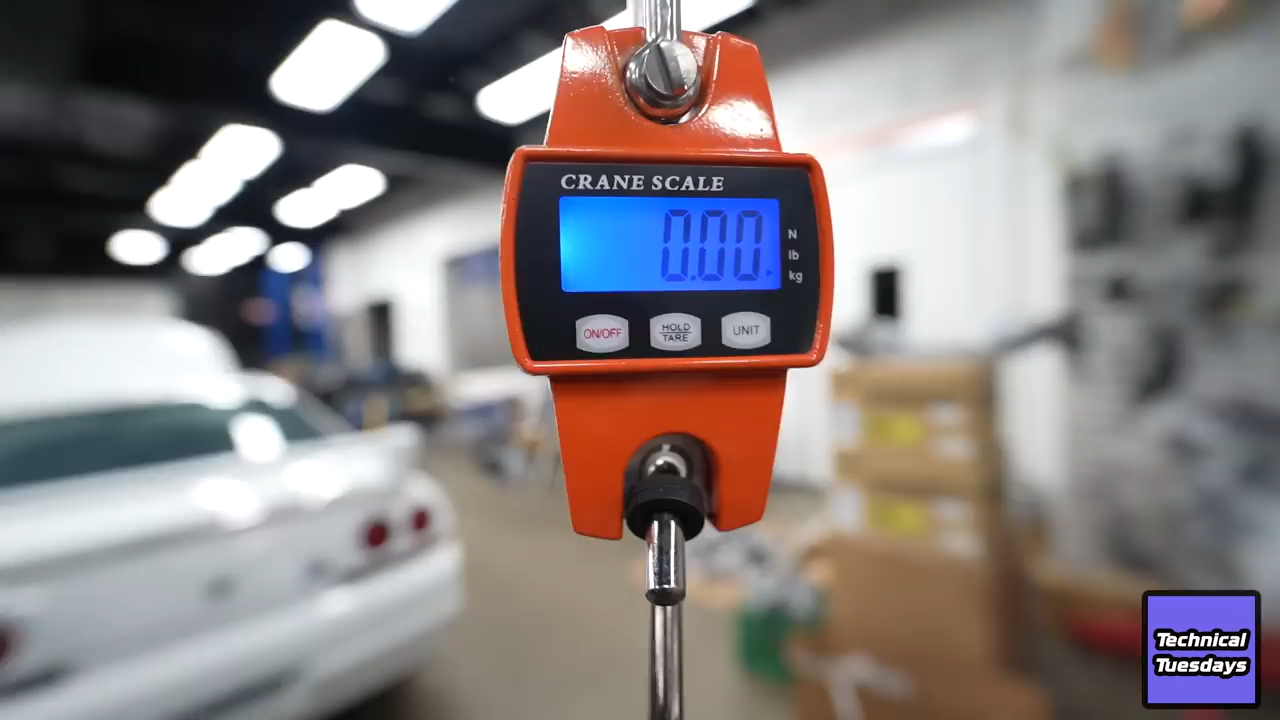 CRANE SCALE
0.00
N
lb
kg
ON/OFF
HOLD
TARE
UNIT
Technical
Tuesdays